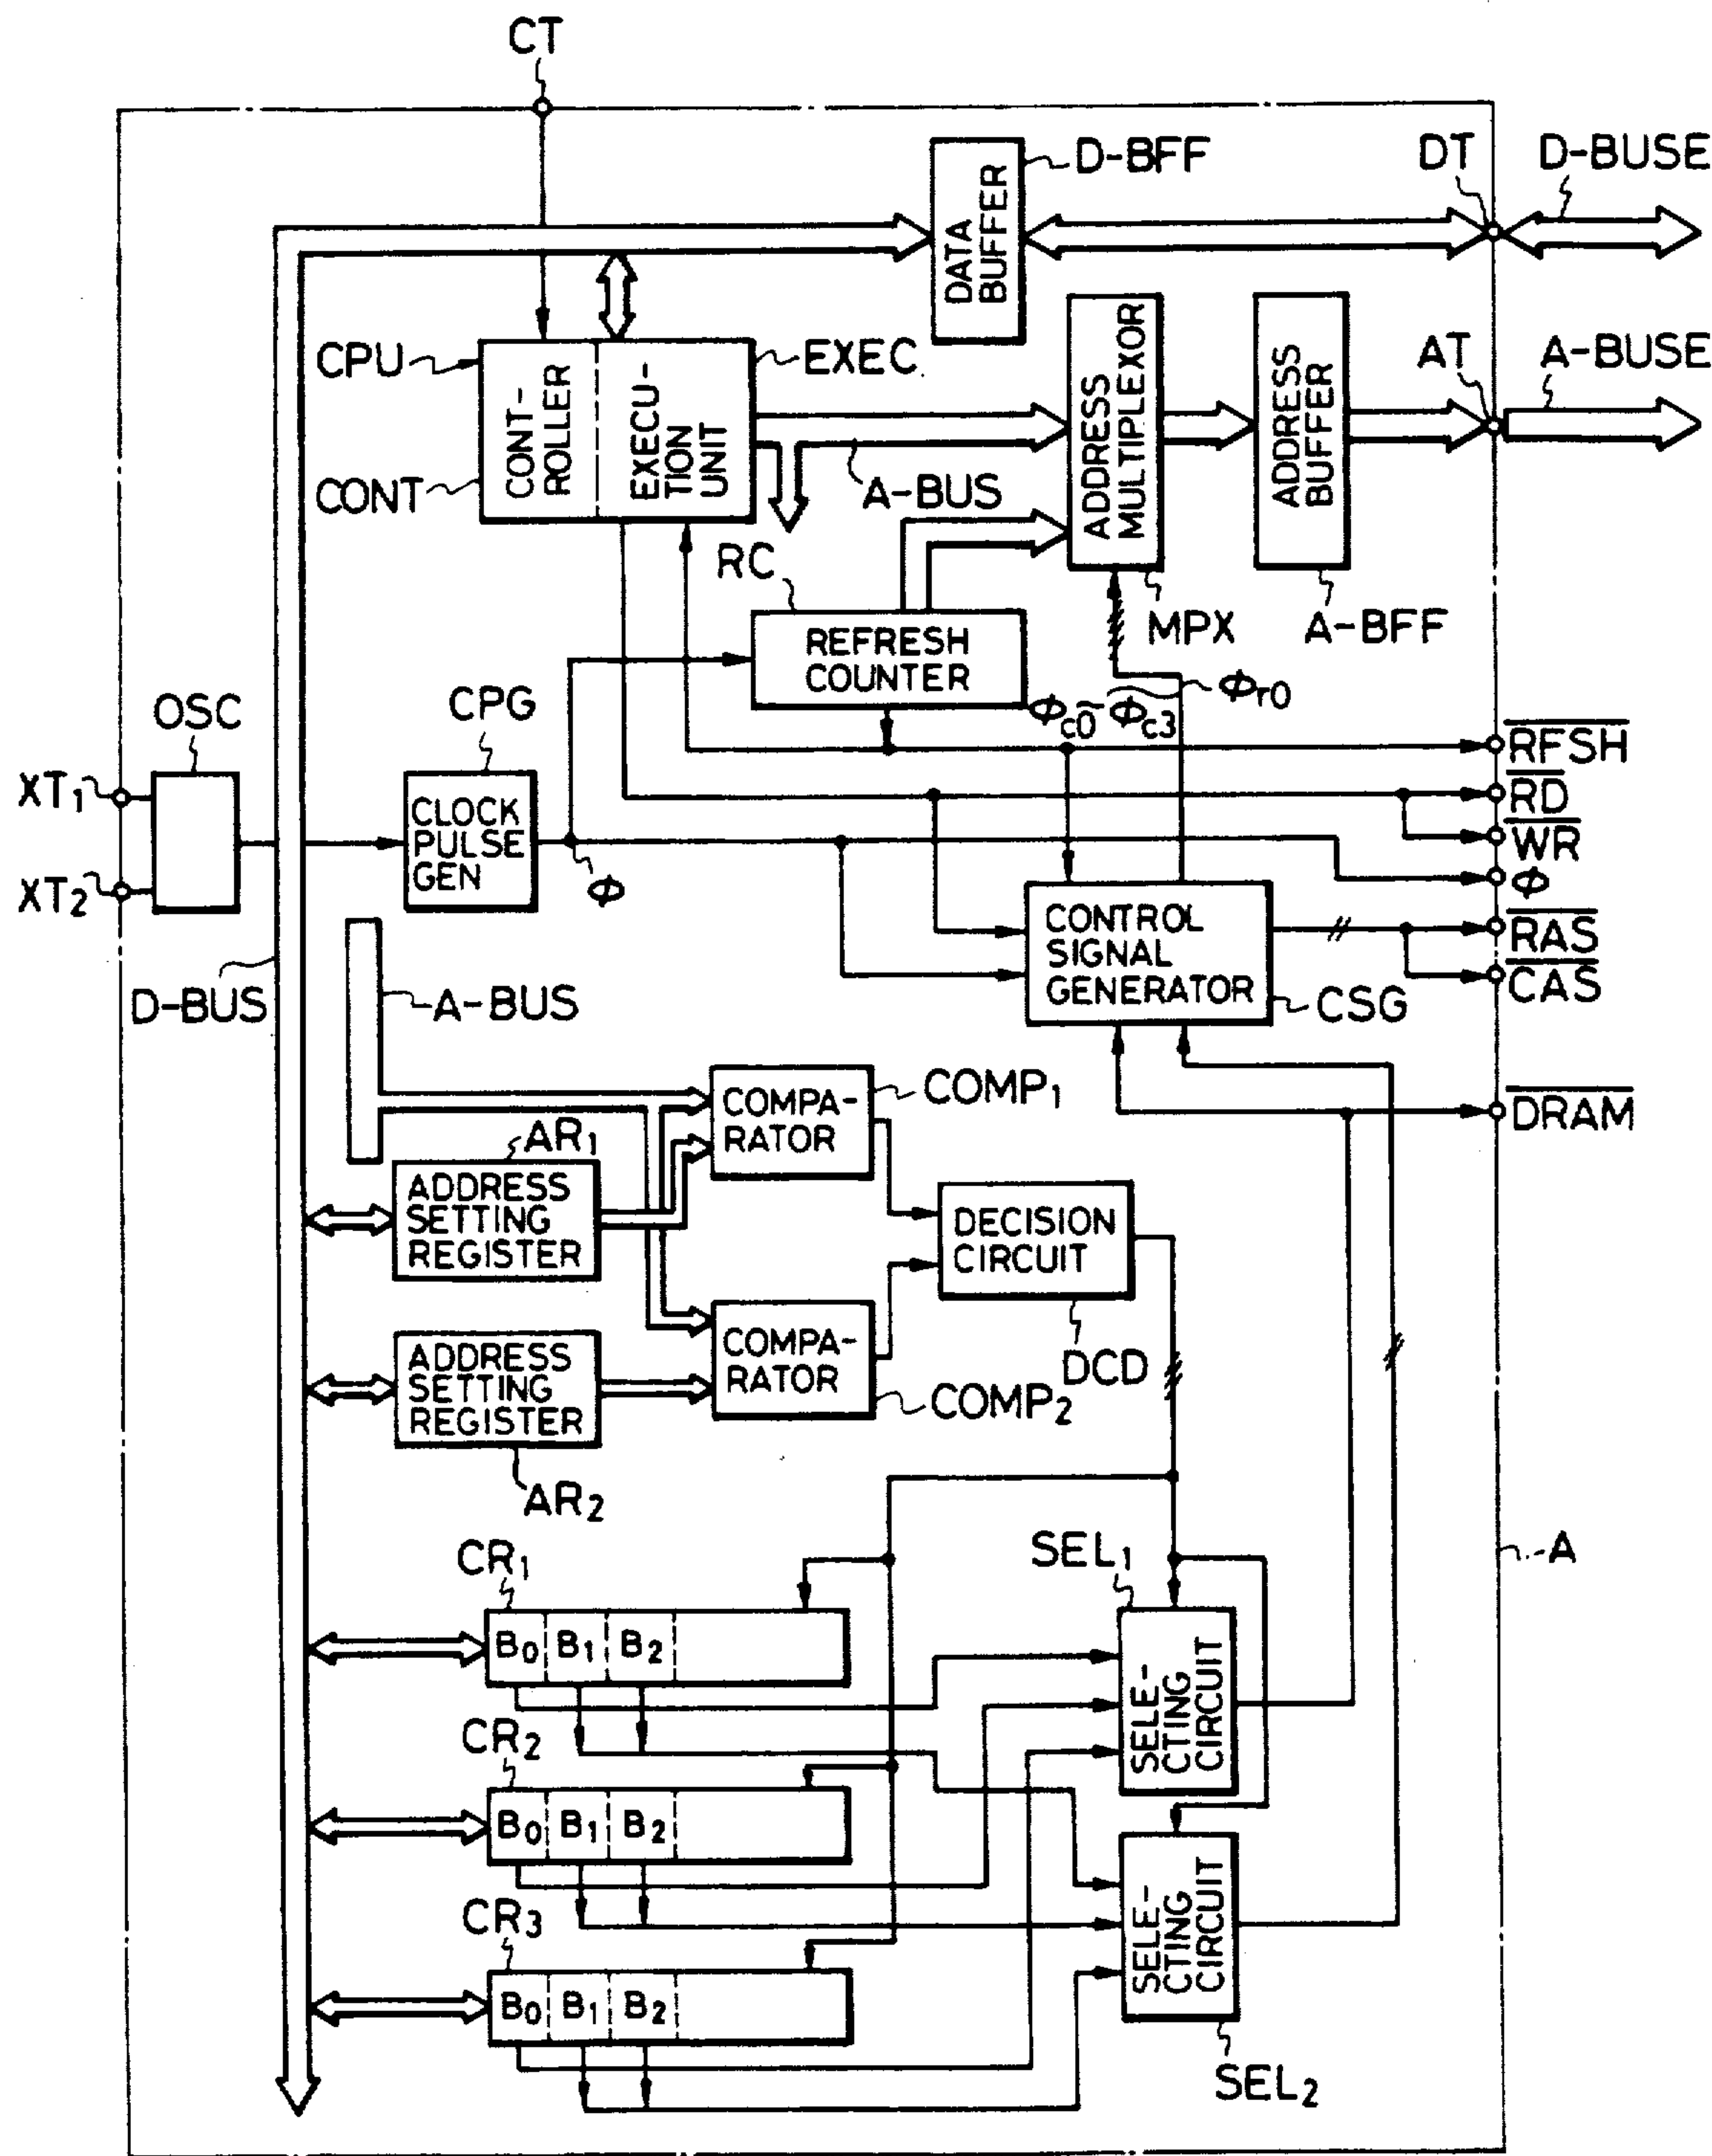 CT
D-BFF
DT
D-BUSE
DATA
BUFFER
CPU
CONT-
ROLLER
EXECU-
TION
UNIT
EXEC
ADDRESS
MULTIPLEXOR
ADDRESS
BUFFER
AT
A-BUSE
CONT
A-BUS
RC
MPX
A-BFF
REFRESH
COUNTER
Φc0~Φc3
Φr0
OSC
CPG
RFSH
XT1
RD
CLOCK
PULSE
GEN
WR
XT2
Φ
Φ
CONTROL
SIGNAL
GENERATOR
RAS
CAS
D-BUS
A-BUS
CSG
COMP1
COMPA-
RATOR
DRAM
AR1
ADDRESS
SETTING
REGISTER
DECISION
CIRCUIT
COMPA-
RATOR
DCD
ADDRESS
SETTING
REGISTER
COMP2
AR2
CR1
SEL1
A
B0 B1 B2
SELE-
CTING
CIRCUIT
CR2
B0 B1 B2
SELE-
CTING
CIRCUIT
CR3
B0 B1 B2
SEL2